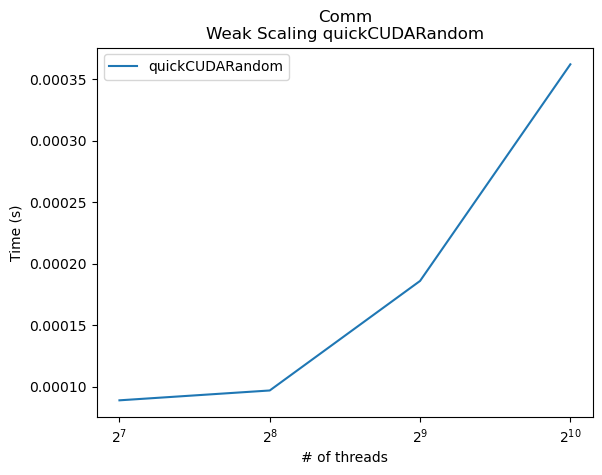 Comm
Weak Scaling quickCUDARandom
quickCUDARandom
0.00035
0.00030
0.00025
0.00020
0.00015
0.00010
Time (s)
2^7 2^8 2^9 2^10
# of threads